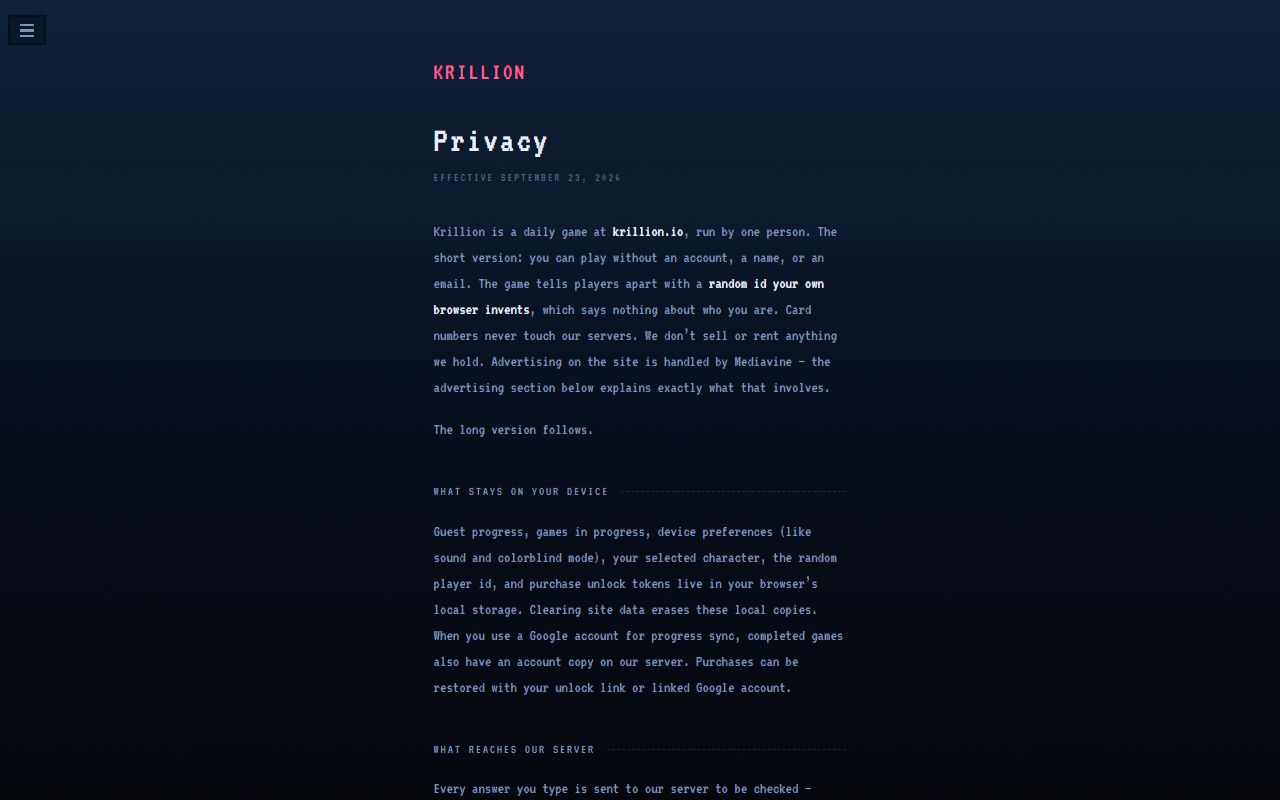 KRILLION
Privacy
EFFECTIVE SEPTEMBER 23, 2026
Krillion is a daily game at krillion.io, run by one person. The
short version: you can play without an account, a name, or an
email. The game tells players apart with a random id your own
browser invents, which says nothing about who you are. Card
numbers never touch our servers. We don't sell or rent anything
we hold. Advertising on the site is handled by Mediavine – the
advertising section below explains exactly what that involves.
The long version follows.
WHAT STAYS ON YOUR DEVICE
Guest progress, games in progress, device preferences (like
sound and colorblind mode), your selected character, the random
player id, and purchase unlock tokens live in your browser's
local storage. Clearing site data erases these local copies.
When you use a Google account for progress sync, completed games
also have an account copy on our server. Purchases can be
restored with your unlock link or linked Google account.
WHAT REACHES OUR SERVER
Every answer you type is sent to our server to be checked –